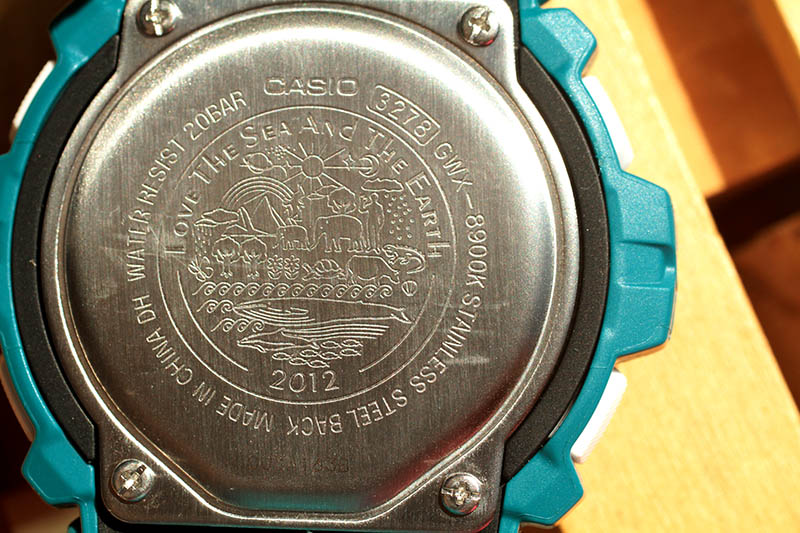 CASIO
3278
GWX-8900K STAINLESS STEEL BACK MADE IN CHINA DH WATER RESIST 20BAR
LOVE THE SEA AND THE EARTH
2012